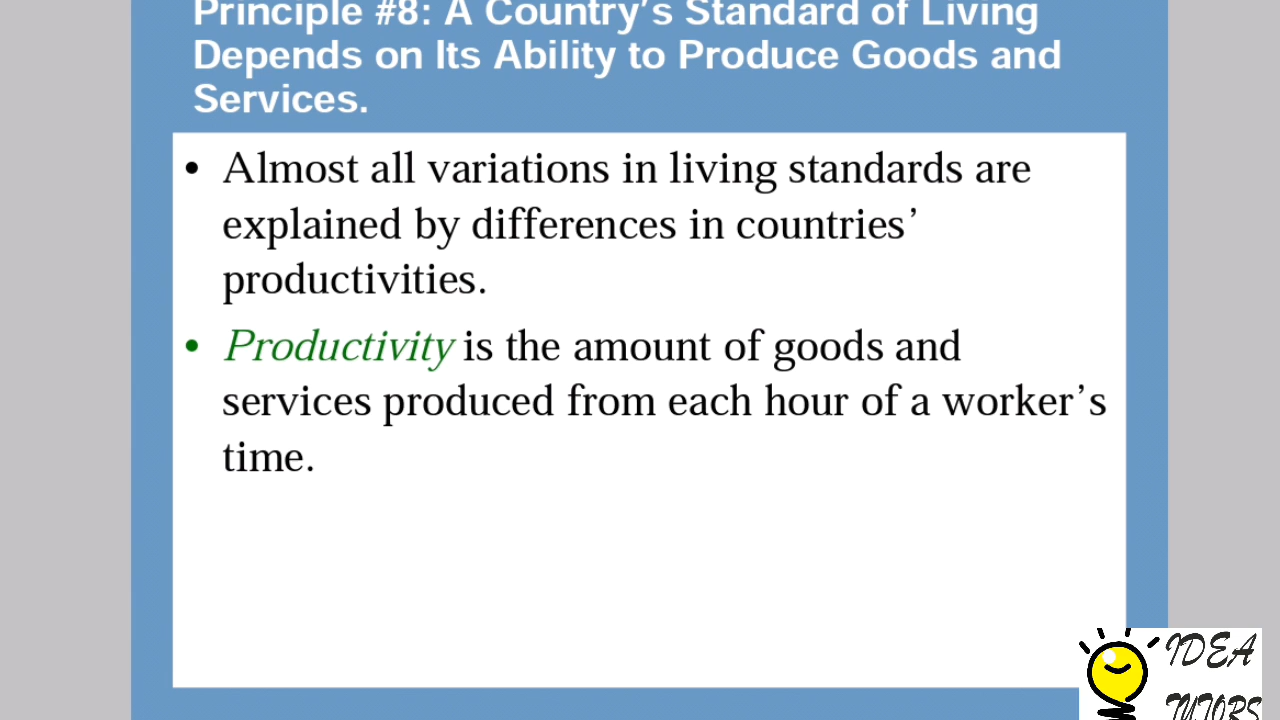 Principle #8: A Country's Standard of Living
Depends on Its Ability to Produce Goods and
Services.
• Almost all variations in living standards are
explained by differences in countries’
productivities.
• Productivity is the amount of goods and
services produced from each hour of a worker’s
time.
IDEA
TUTORS